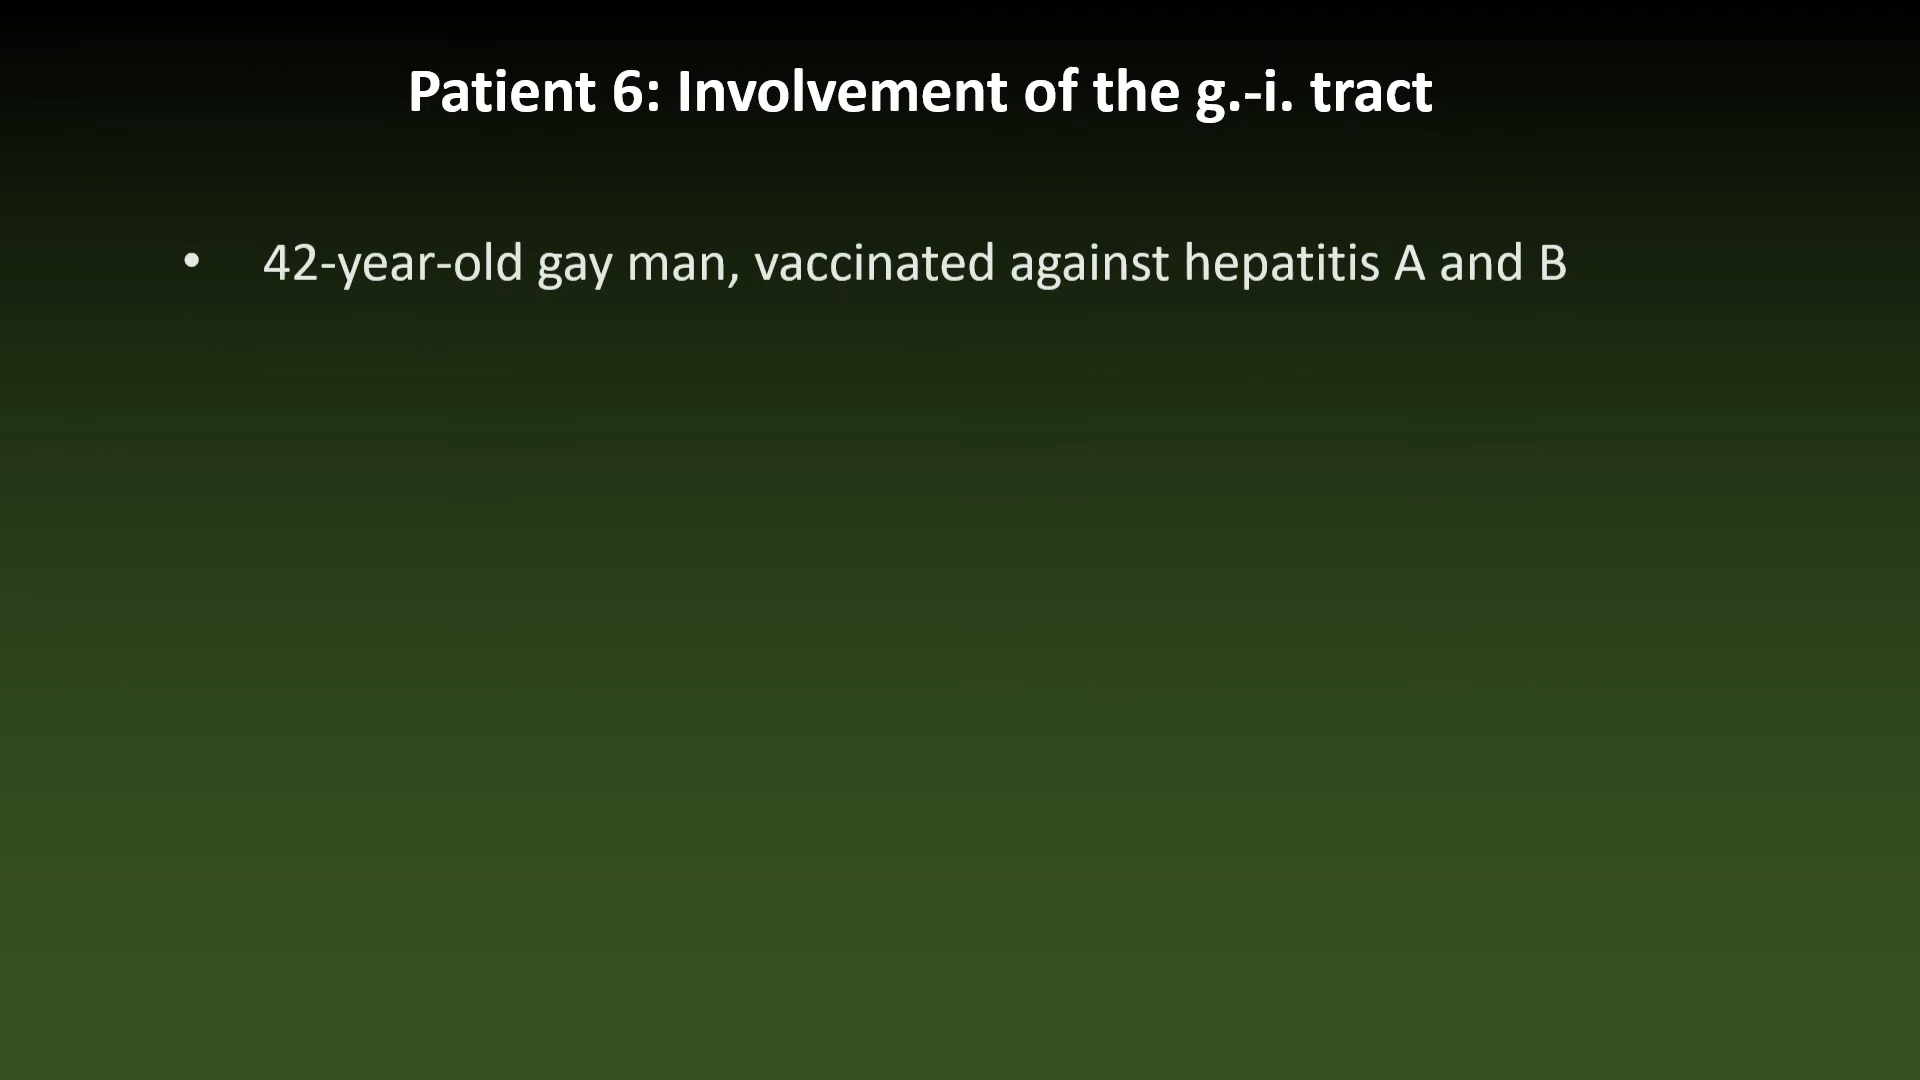 Patient 6: Involvement of the g.-i. tract
• 42-year-old gay man, vaccinated against hepatitis A and B